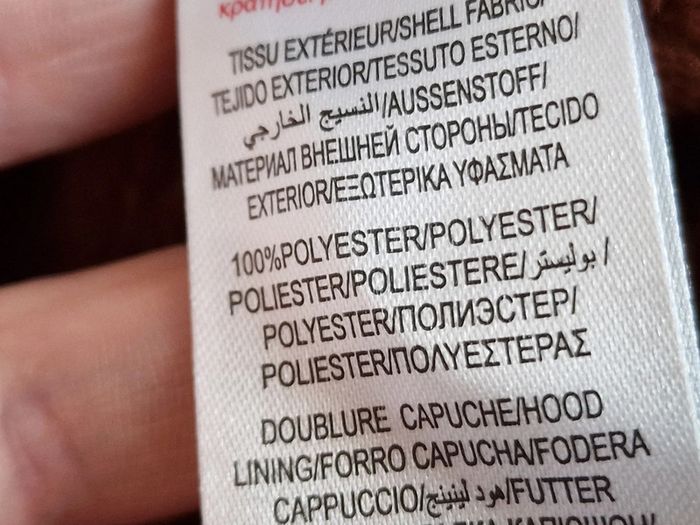 TISSU EXTÉRIEUR/SHELL FABRIC/
TEJIDO EXTERIOR/TESSUTO ESTERNO/
النسيج الخارجي/AUSSENSTOFF/
МАТЕРИАЛ ВНЕШНЕЙ СТОРОНЫ/TECIDO
EXTERIOR/ΕΞΩΤΕΡΙΚΑ ΥΦΑΣΜΑΤΑ
100%POLYESTER/POLYESTER/
POLIESTER/POLIESTERE/بوليستر/
POLYESTER/ПОЛИЭСТЕР/
POLIESTER/ΠΟΛΥΕΣΤΕΡΑΣ
DOUBLURE CAPUCHE/HOOD
LINING/FORRO CAPUCHA/FODERA
CAPPUCCIO/هود لينينج/FUTTER